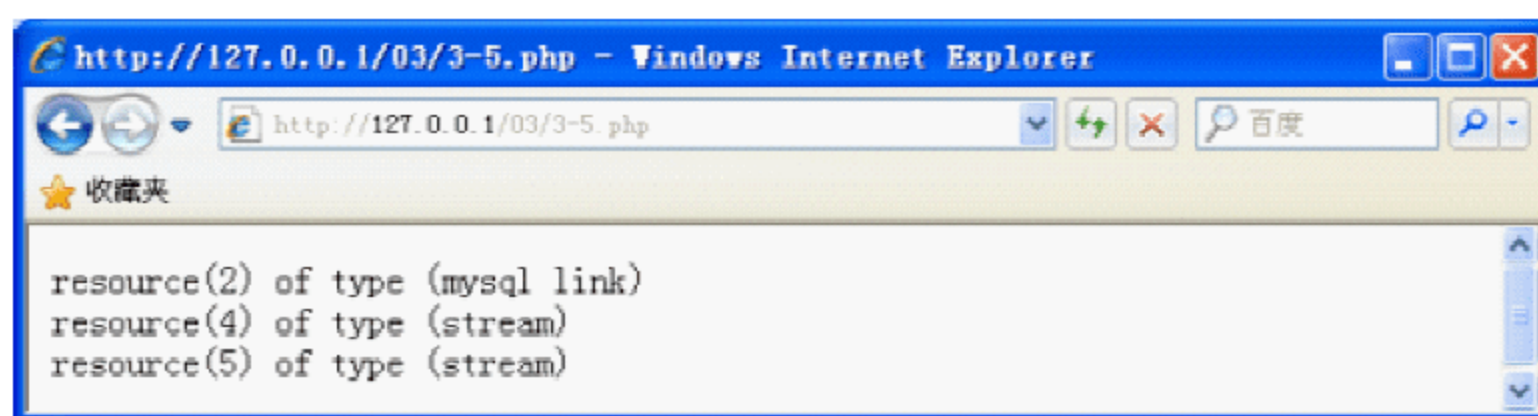 http://127.0.0.1/03/3-5.php - Windows Internet Explorer
http://127.0.0.1/03/3-5.php
百度
收藏夹
resource(2) of type (mysql link)
resource(4) of type (stream)
resource(5) of type (stream)